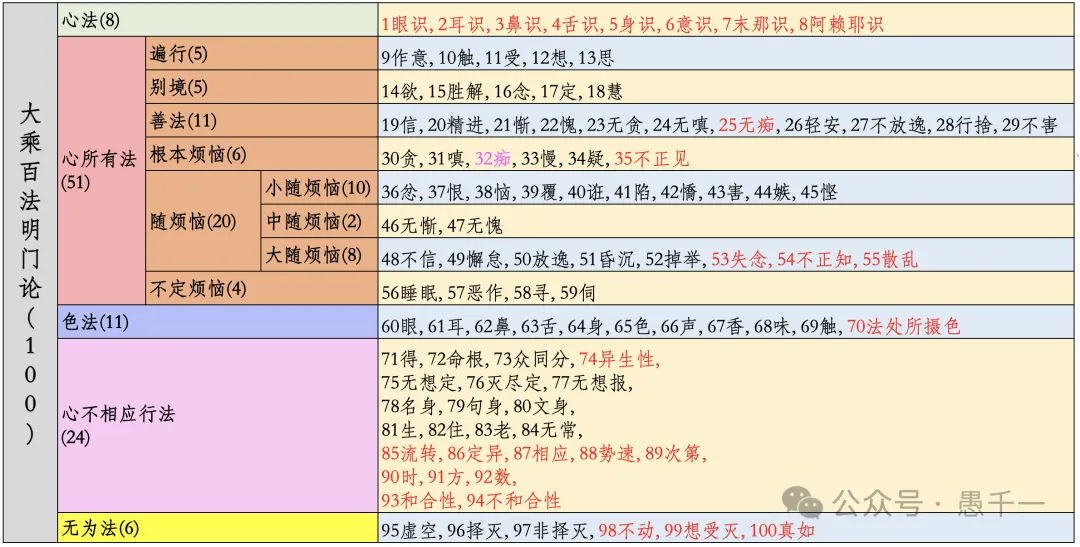 大乘百法明门论(100)
心法(8)
1眼识,2耳识,3鼻识,4舌识,5身识,6意识,7末那识,8阿赖耶识
心所有法
(51)
遍行(5)
9作意,10触,11受,12想,13思
别境(5)
14欲,15胜解,16念,17定,18慧
善法(11)
19信,20精进,21惭,22愧,23无贪,24无嗔,25无痴,26轻安,27不放逸,28行捨,29不害
根本烦恼(6)
30贪,31嗔,32痴,33慢,34疑,35不正见
随烦恼(20)
小随烦恼(10)
36忿,37恨,38恼,39覆,40诳,41陷,42憍,43害,44嫉,45悭
中随烦恼(2)
46无惭,47无愧
大随烦恼(8)
48不信,49懈怠,50放逸,51昏沉,52掉举,53失念,54不正知,55散乱
不定烦恼(4)
56睡眠,57恶作,58寻,59伺
色法(11)
60眼,61耳,62鼻,63舌,64身,65色,66声,67香,68味,69触,70法处所摄色
心不相应行法
(24)
71得,72命根,73众同分,74异生性,
75无想定,76灭尽定,77无想报,
78名身,79句身,80文身,
81生,82住,83老,84无常,
85流转,86定异,87相应,88势速,89次第,
90时,91方,92数,
93和合性,94不和合性
无为法(6)
95虚空,96择灭,97非择灭,98不动,99想受灭,100真如
公众号·愚千一